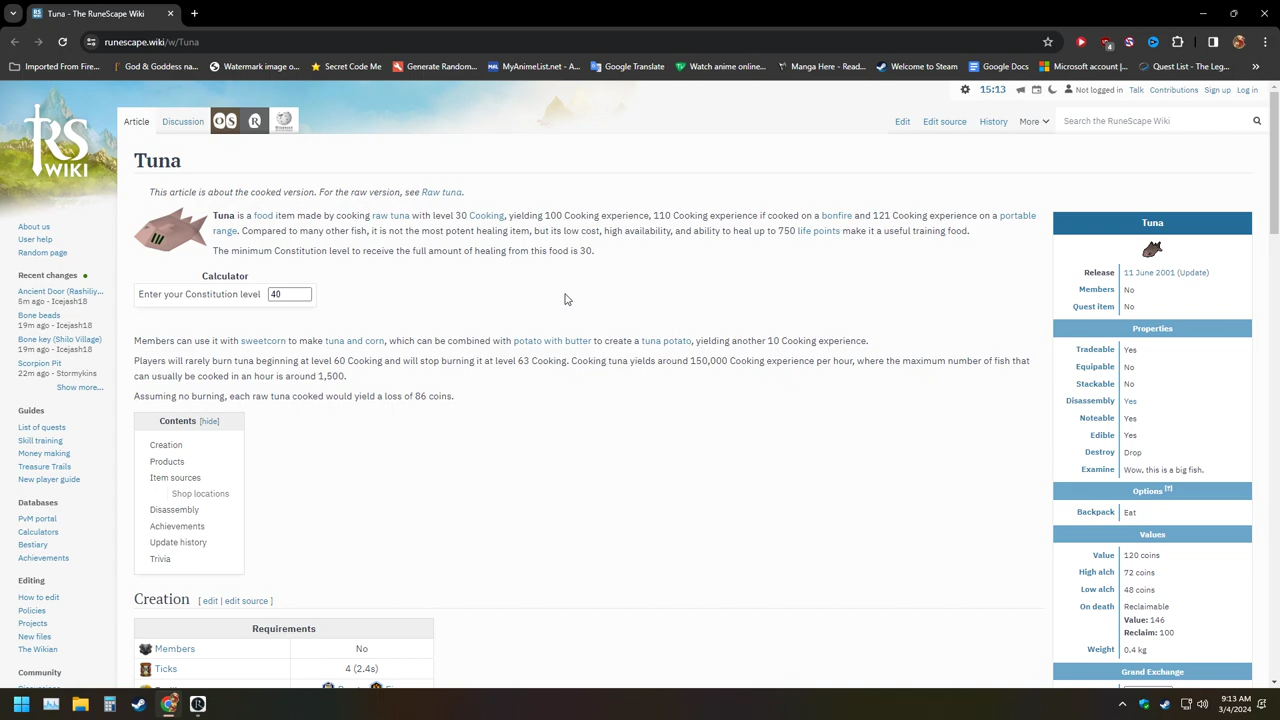 Tuna - The RuneScape Wiki
runescape.wiki/w/Tuna
4
Imported From Fire...
God & Goddess na...
Watermark image o...
Secret Code Me
Generate Random...
MyAnimeList.net - A...
Google Translate
Watch anime online...
Manga Here - Read...
Welcome to Steam
Google Docs
Microsoft account /...
Quest List - The Leg...
15:13
Not logged in
Talk
Contributions
Sign up
Log in
RS
WIKI
Article
Discussion
OS
R
Edit
Edit source
History
More
Search the RuneScape Wiki
Tuna
This article is about the cooked version. For the raw version, see Raw tuna.
Tuna is a food item made by cooking raw tuna with level 30 Cooking, yielding 100 Cooking experience, 110 Cooking experience if cooked on a bonfire and 121 Cooking experience on a portable
range. Compared to many other fish, it is not the most potent healing item, but its low cost, high availability, and ability to heal up to 750 life points make it a useful training food.
The minimum Constitution level to receive the full amount of healing from this food is 30.
Calculator
Enter your Constitution level 40
Members can use it with sweetcorn to make tuna and corn, which can be combined with potato with butter to create a tuna potato, yielding another 10 Cooking experience.
Players will rarely burn tuna beginning at level 60 Cooking and will stop burning it at level 63 Cooking. Cooking tuna yields around 150,000 Cooking experience per hour, where the maximum number of fish that
can usually be cooked in an hour is around 1,500.
Assuming no burning, each raw tuna cooked would yield a loss of 86 coins.
Contents [hide]
Creation
Products
Item sources
Shop locations
Disassembly
Achievements
Update history
Trivia
Creation [ edit | edit source ]
Requirements
Members No
Ticks 4 (2.4s)
About us
User help
Random page
Recent changes
Ancient Door (Rashiliy...
5m ago - Icejash18
Bone beads
19m ago - Icejash18
Bone key (Shilo Village)
19m ago - Icejash18
Scorpion Pit
22m ago - Stormykins
Show more...
Guides
List of quests
Skill training
Money making
Treasure Trails
New player guide
Databases
PvM portal
Calculators
Bestiary
Achievements
Editing
How to edit
Policies
Projects
New files
The Wikian
Community
Tuna
Release 11 June 2001 (Update)
Members No
Quest item No
Properties
Tradeable Yes
Equipable No
Stackable No
Disassembly Yes
Noteable Yes
Edible Yes
Destroy Drop
Examine Wow, this is a big fish.
Options [?]
Backpack Eat
Values
Value 120 coins
High alch 72 coins
Low alch 48 coins
On death Reclaimable
Value: 146
Reclaim: 100
Weight 0.4 kg
Grand Exchange
9:13 AM
3/4/2024